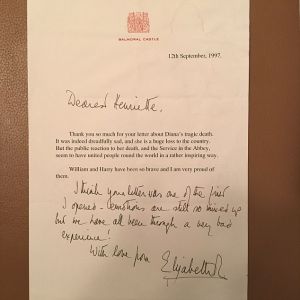 BALMORAL CASTLE
12th September, 1997.
Dearest Henriette,
Thank you so much for your letter about Diana's tragic death.
It was indeed dreadfully sad, and she is a huge loss to the country.
But the public reaction to her death, and the Service in the Abbey,
seem to have united people round the world in a rather inspiring way.
William and Harry have been so brave and I am very proud of
them.
I think your letter was one of the first
I opened - emotions are still so mixed up
but we have all been through a very bad
experience!
With love from
Elizabeth R